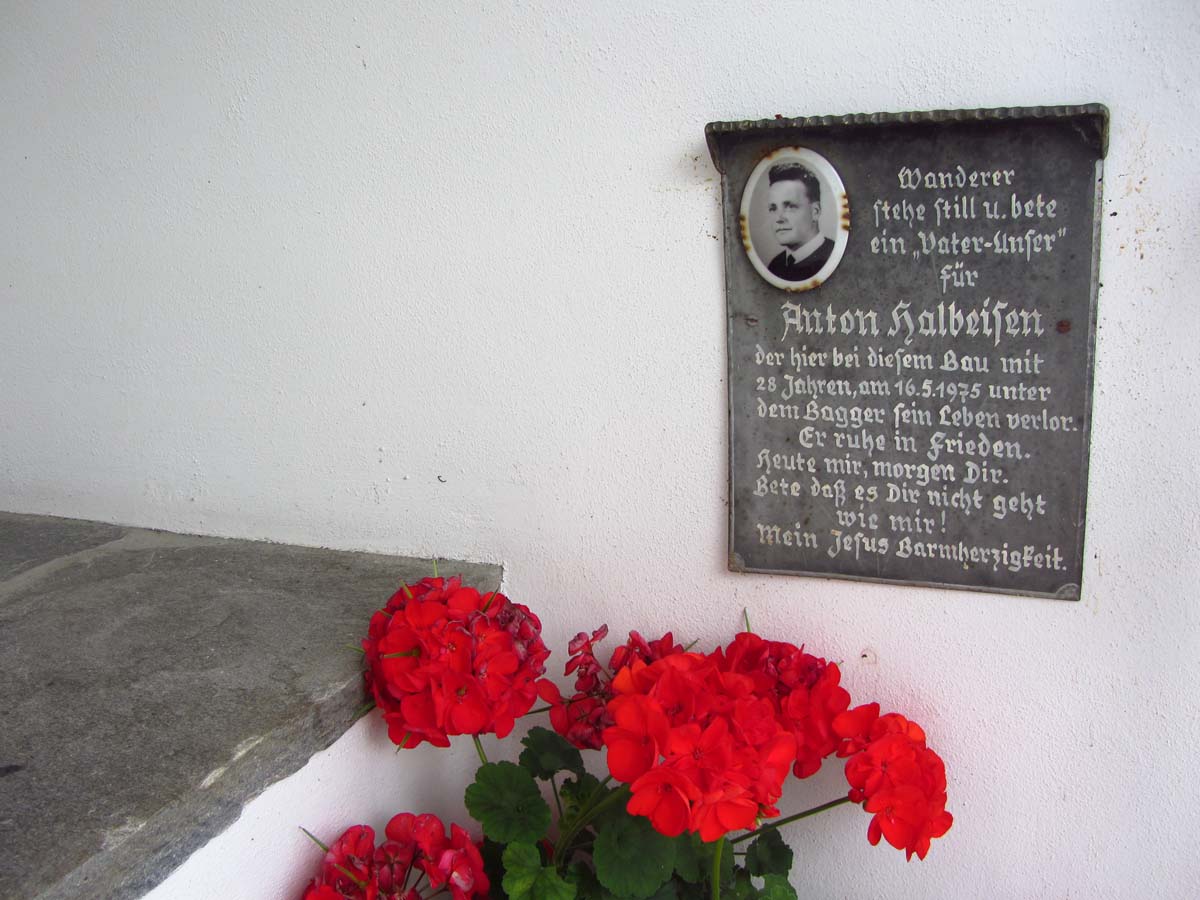 Wanderer
stehe still u. bete
ein „Vater-Unser"
für
Anton Halbeisen
der hier bei diesem Bau mit
28 Jahren, am 16.5.1975 unter
dem Bagger sein Leben verlor.
Er ruhe in Frieden.
Heute mir, morgen Dir.
Bete daß es Dir nicht geht
wie mir!
Mein Jesus Barmherzigkeit.